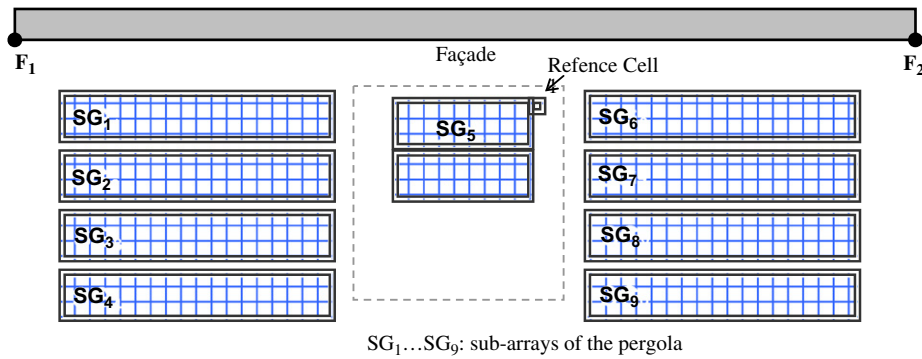 F1
F2
Façade
Refence Cell
SG1
SG5
SG6
SG2
SG7
SG3
SG8
SG4
SG9
SG1…SG9: sub-arrays of the pergola